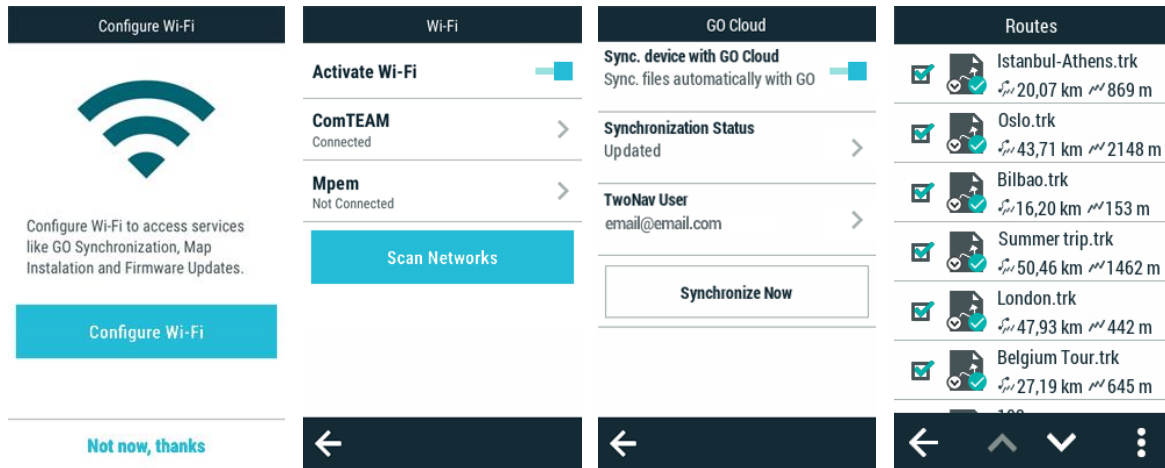 Configure Wi-Fi
Configure Wi-Fi to access services
like GO Synchronization, Map
Instalation and Firmware Updates.
Configure Wi-Fi
Not now, thanks
Wi-Fi
Activate Wi-Fi
ComTEAM
Connected
Mpem
Not Connected
Scan Networks
GO Cloud
Sync. device with GO Cloud
Sync. files automatically with GO
Synchronization Status
Updated
TwoNav User
email@email.com
Synchronize Now
Routes
Istanbul-Athens.trk
20,07 km 869 m
Oslo.trk
43,71 km 2148 m
Bilbao.trk
16,20 km 153 m
Summer trip.trk
50,46 km 1462 m
London.trk
47,93 km 442 m
Belgium Tour.trk
27,19 km 645 m